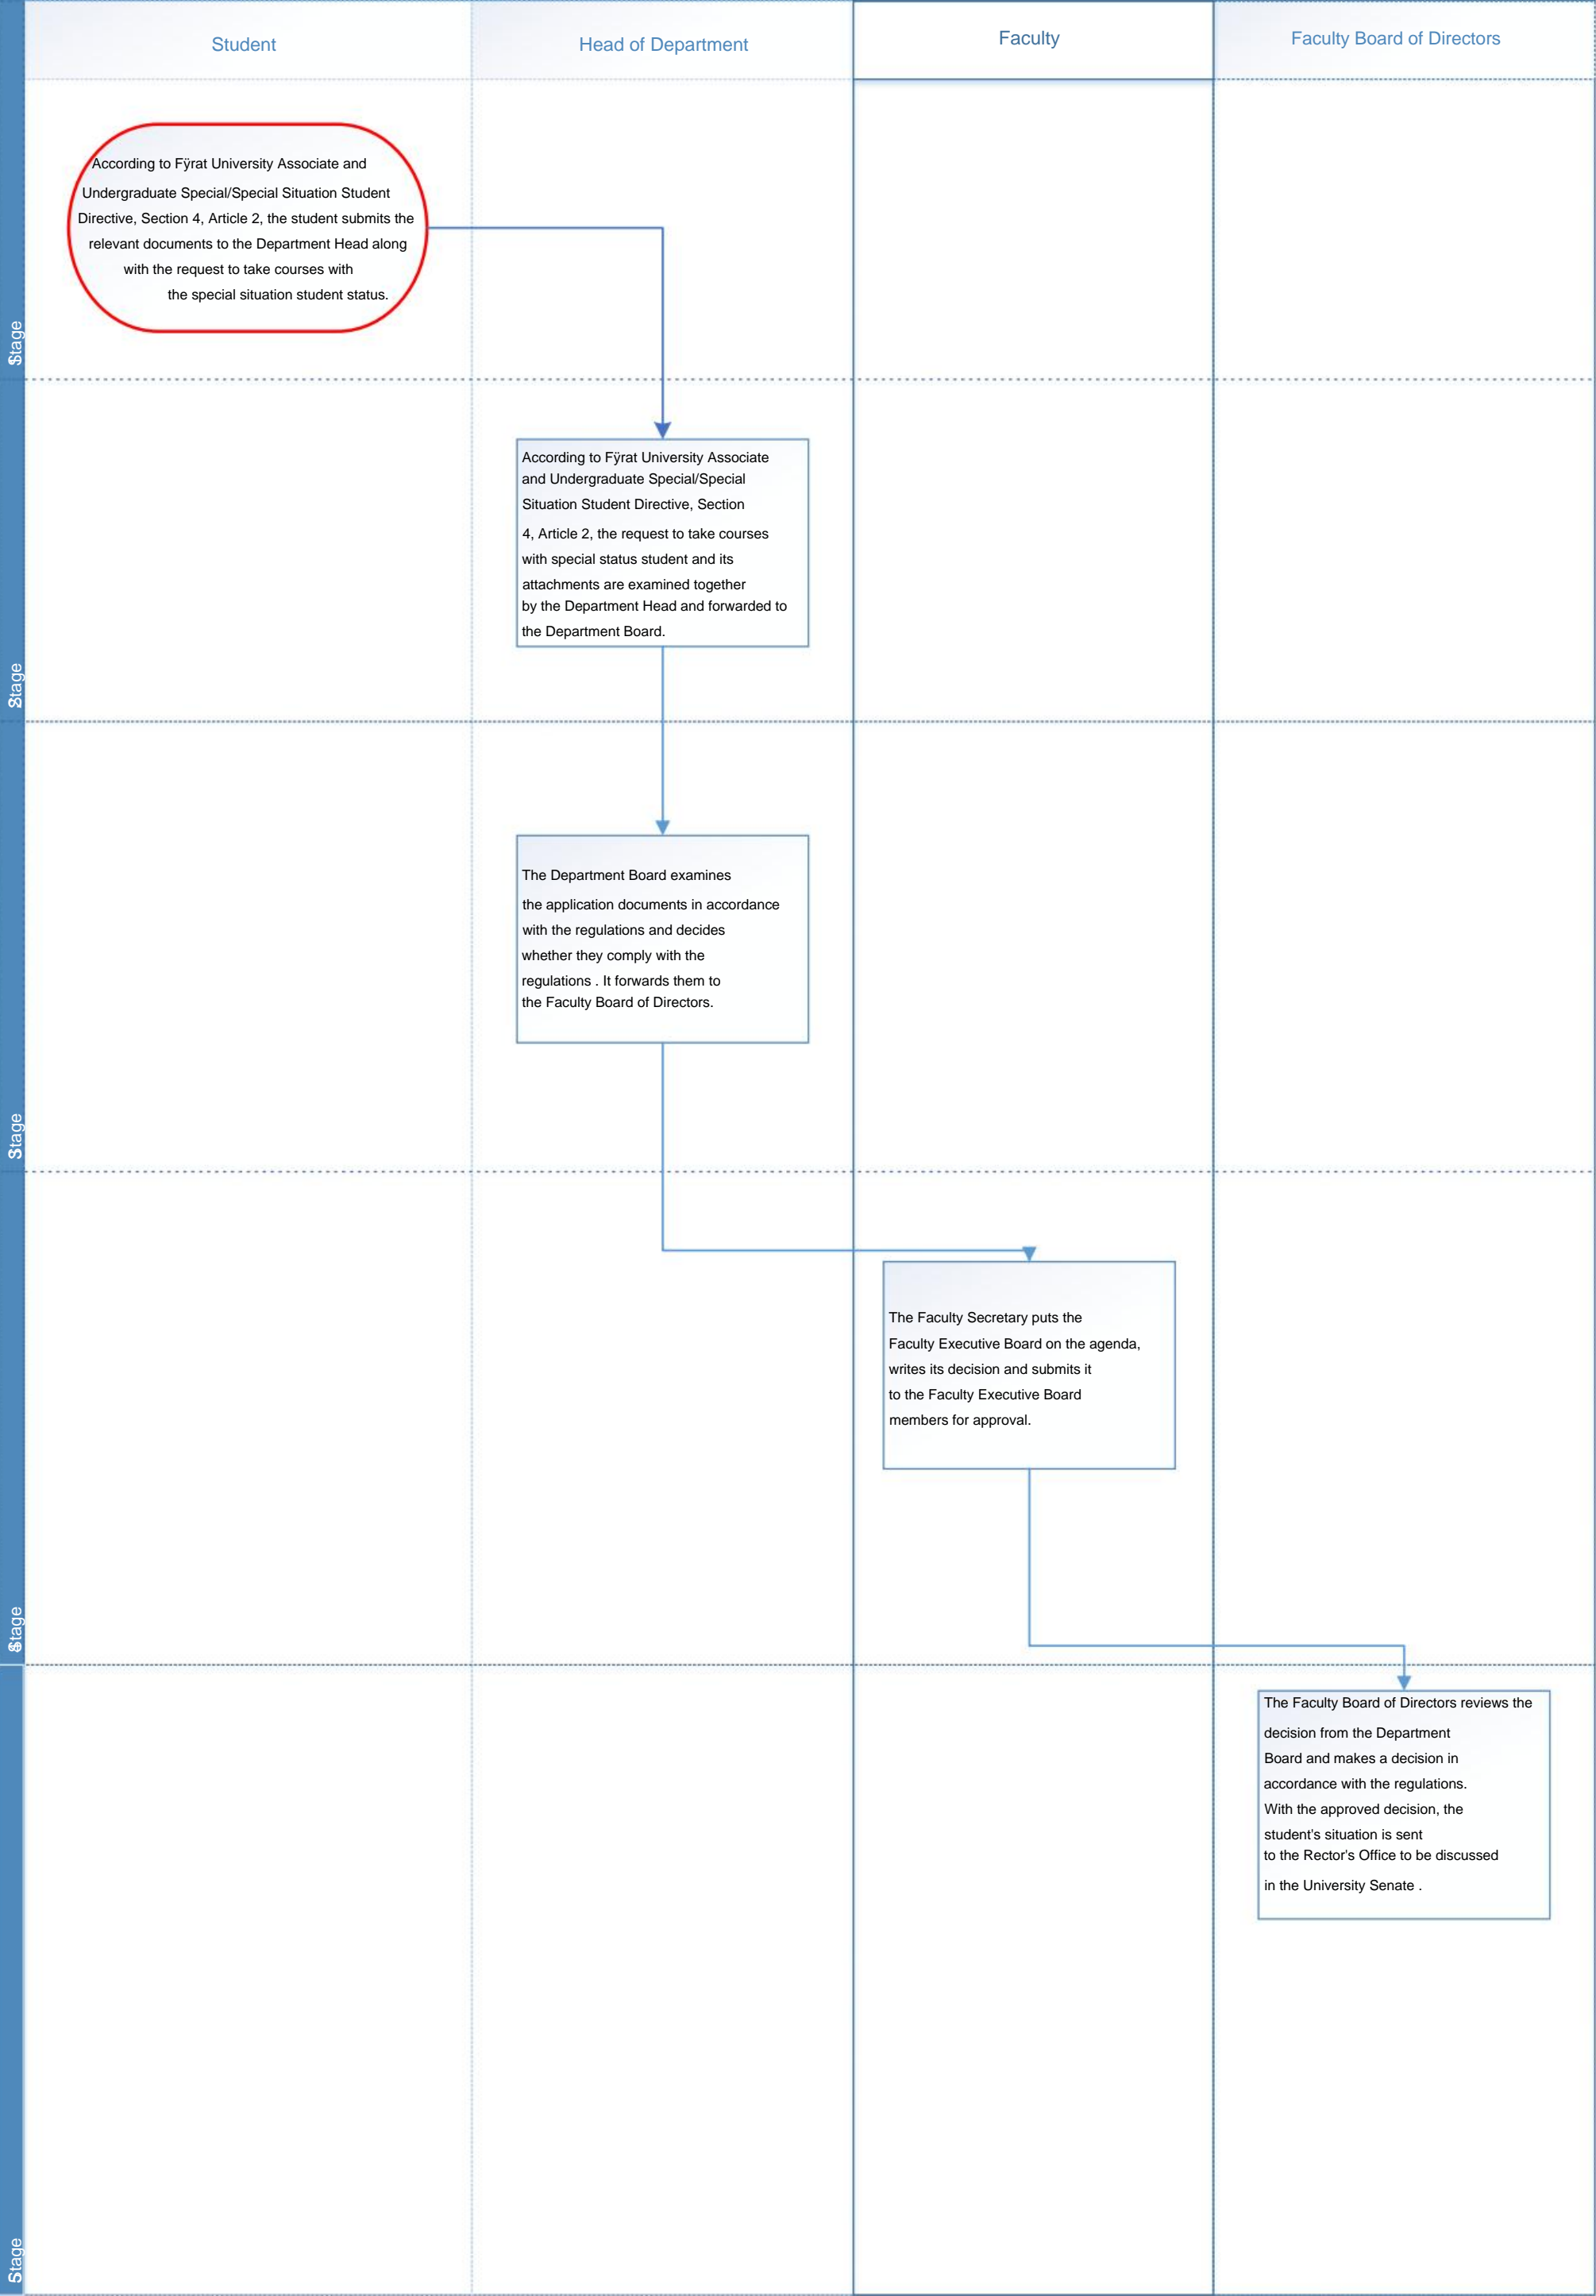 Student
Head of Department
Faculty
Faculty Board of Directors
According to Fÿrat University Associate and
Undergraduate Special/Special Situation Student
Directive, Section 4, Article 2, the student submits the
relevant documents to the Department Head along
with the request to take courses with
the special situation student status.
Stage
According to Fÿrat University Associate
and Undergraduate Special/Special
Situation Student Directive, Section
4, Article 2, the request to take courses
with special status student and its
attachments are examined together
by the Department Head and forwarded to
the Department Board.
Stage
The Department Board examines
the application documents in accordance
with the regulations and decides
whether they comply with the
regulations . It forwards them to
the Faculty Board of Directors.
Stage
The Faculty Secretary puts the
Faculty Executive Board on the agenda,
writes its decision and submits it
to the Faculty Executive Board
members for approval.
Stage
The Faculty Board of Directors reviews the
decision from the Department
Board and makes a decision in
accordance with the regulations.
With the approved decision, the
student's situation is sent
to the Rector's Office to be discussed
in the University Senate .
Stage